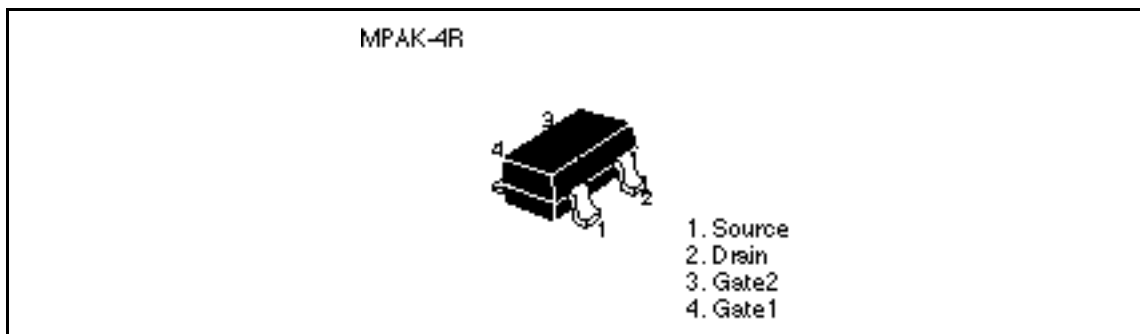 MPAK-4R
3
4
2
1
1. Source
2. Drain
3. Gate2
4. Gate1